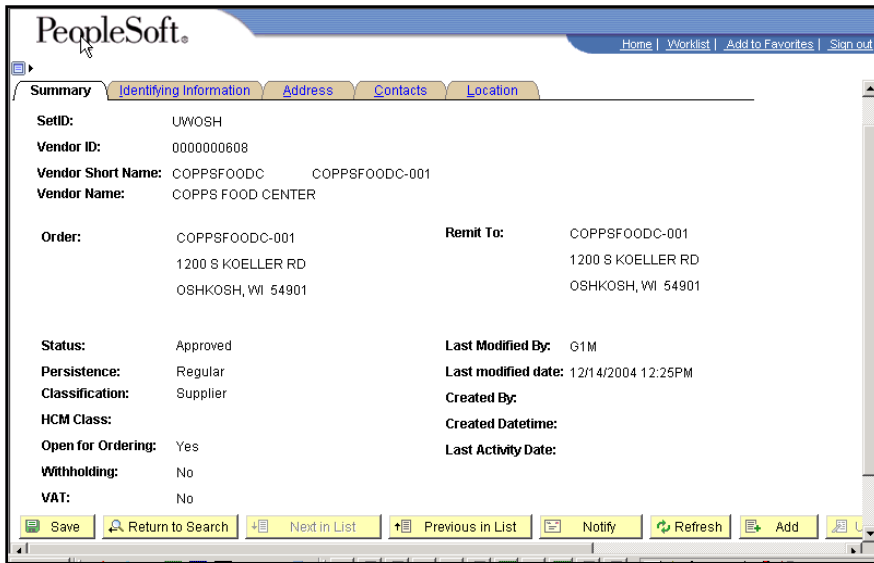 PeopleSoft®
Home | Worklist | Add to Favorites | Sign out
Summary Identifying Information Address Contacts Location
SetID: UWOSH
Vendor ID: 0000000608
Vendor Short Name: COPPSFOODC COPPSFOODC-001
Vendor Name: COPPS FOOD CENTER
Order: COPPSFOODC-001 Remit To: COPPSFOODC-001
1200 S KOELLER RD 1200 S KOELLER RD
OSHKOSH, WI 54901 OSHKOSH, WI 54901
Status: Approved Last Modified By: G1M
Persistence: Regular Last modified date: 12/14/2004 12:25PM
Classification: Supplier Created By:
HCM Class: Created Datetime:
Open for Ordering: Yes Last Activity Date:
Withholding: No
VAT: No
Save Return to Search Next in List Previous in List Notify Refresh Add